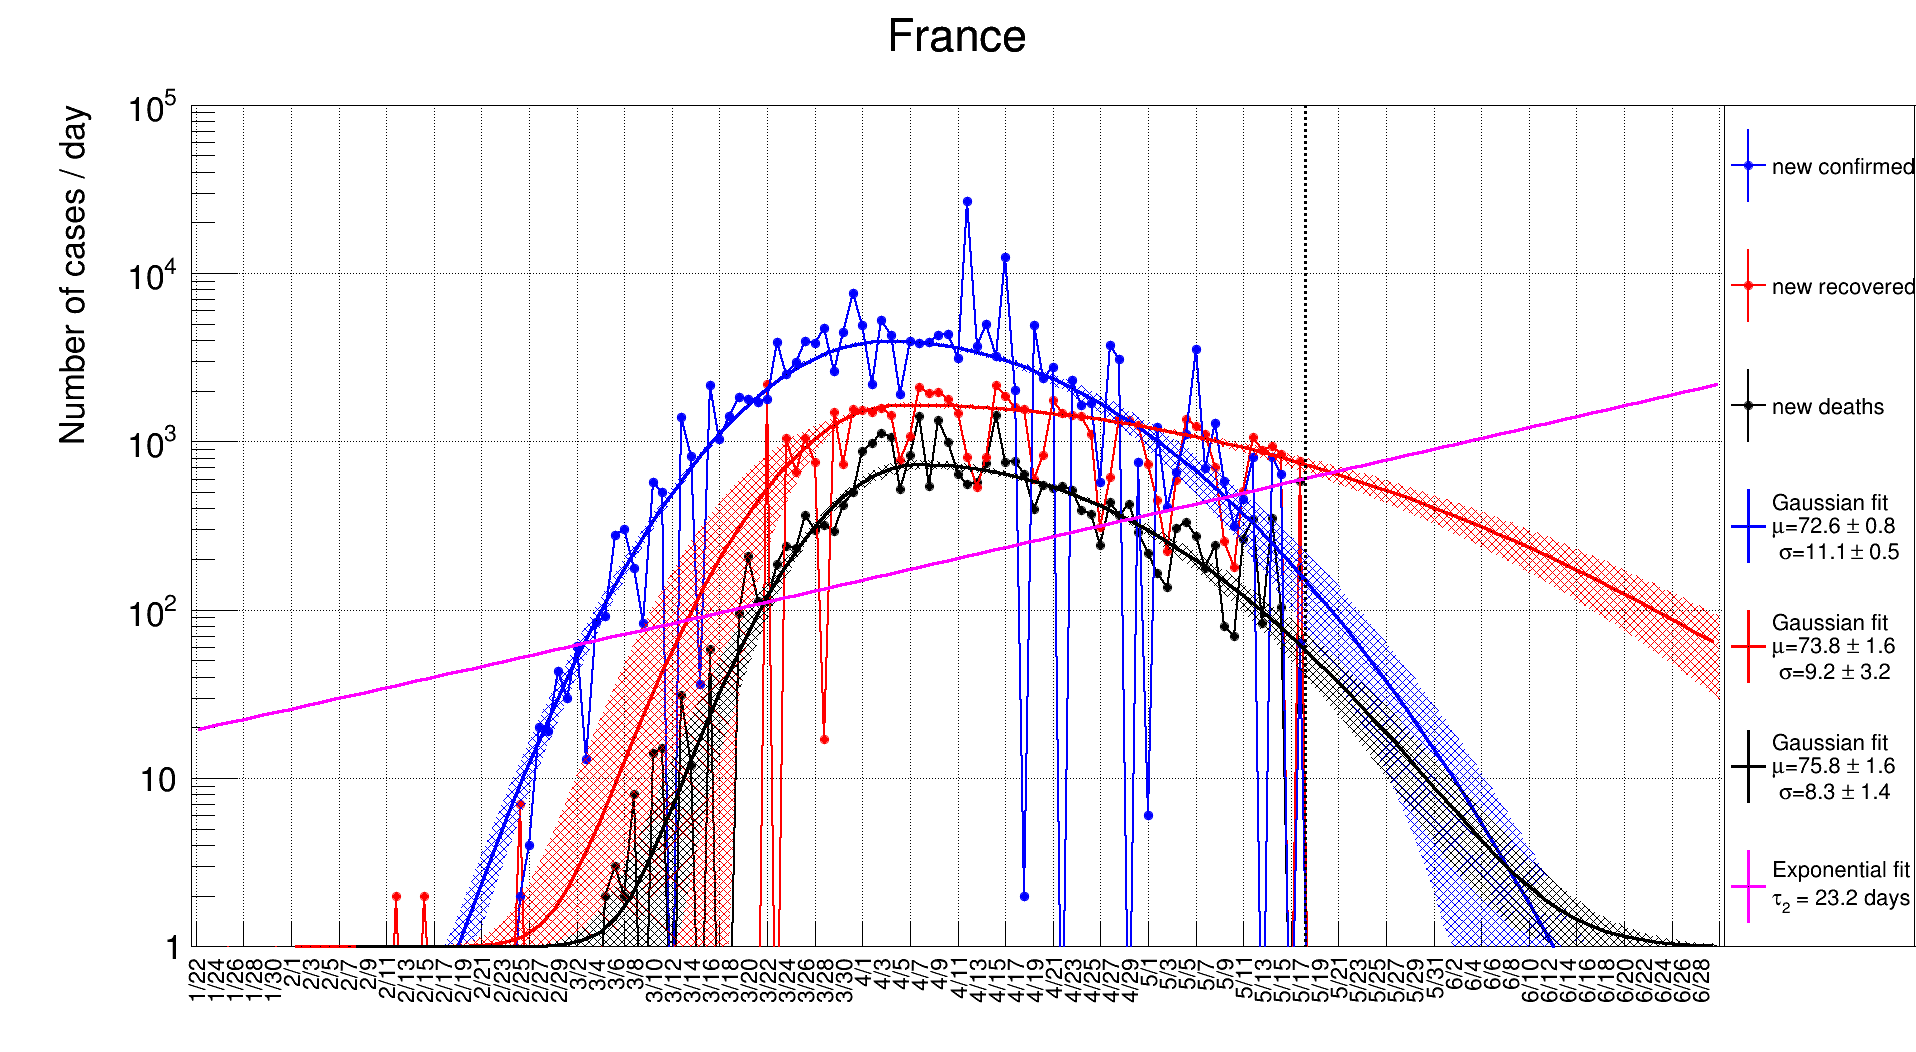 France
Number of cases / day
10⁵
10⁴
10³
10²
10
1
1/22 1/24 1/26 1/28 1/30 2/1 2/3 2/5 2/7 2/9 2/11 2/13 2/15 2/17 2/19 2/21 2/23 2/25 2/27 2/29 3/2 3/4 3/6 3/8 3/10 3/12 3/14 3/16 3/18 3/20 3/22 3/24 3/26 3/28 3/30 4/1 4/3 4/5 4/7 4/9 4/11 4/13 4/15 4/17 4/19 4/21 4/23 4/25 4/27 4/29 5/1 5/3 5/5 5/7 5/9 5/11 5/13 5/15 5/17 5/19 5/21 5/23 5/25 5/27 5/29 5/31 6/2 6/4 6/6 6/8 6/10 6/12 6/14 6/16 6/18 6/20 6/22 6/24 6/26 6/28
new confirmed
new recovered
new deaths
Gaussian fit
μ=72.6 ± 0.8
σ=11.1 ± 0.5
Gaussian fit
μ=73.8 ± 1.6
σ=9.2 ± 3.2
Gaussian fit
μ=75.8 ± 1.6
σ=8.3 ± 1.4
Exponential fit
τ₂ = 23.2 days